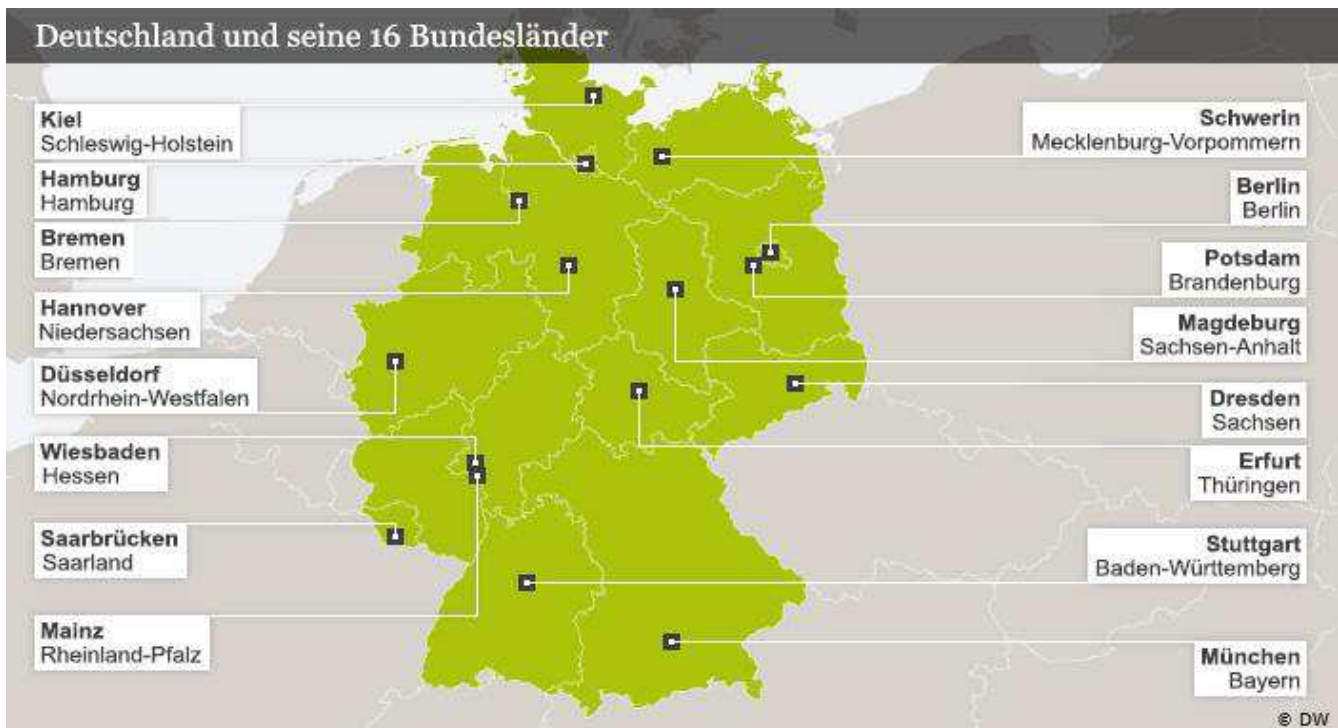 Deutschland und seine 16 Bundesländer
Kiel
Schleswig-Holstein
Hamburg
Hamburg
Bremen
Bremen
Hannover
Niedersachsen
Düsseldorf
Nordrhein-Westfalen
Wiesbaden
Hessen
Saarbrücken
Saarland
Mainz
Rheinland-Pfalz
Schwerin
Mecklenburg-Vorpommern
Berlin
Berlin
Potsdam
Brandenburg
Magdeburg
Sachsen-Anhalt
Dresden
Sachsen
Erfurt
Thüringen
Stuttgart
Baden-Württemberg
München
Bayern
© DW